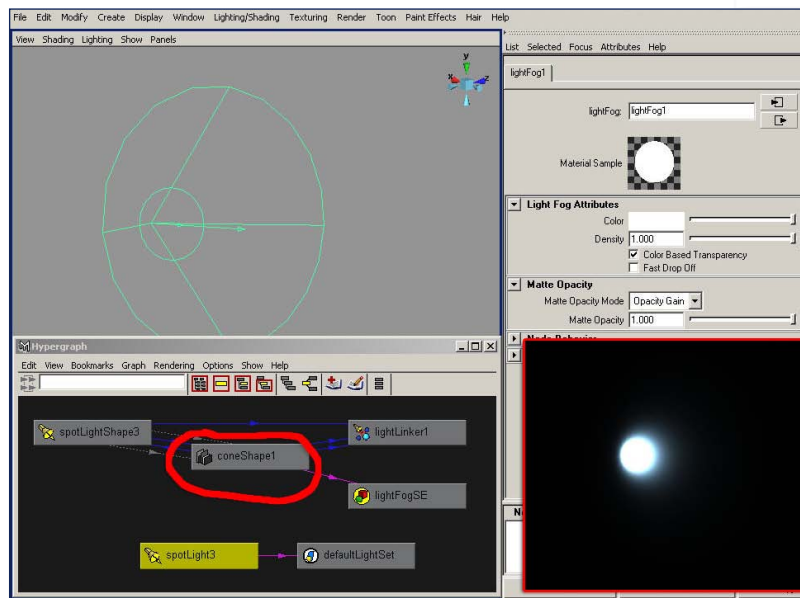 File Edit Modify Create Display Window Lighting/Shading Texturing Render Toon Paint Effects Hair Help
View Shading Lighting Show Panels
y
x
z
List Selected Focus Attributes Help
lightFog1
lightFog: lightFog1
Material Sample
Light Fog Attributes
Color
Density 1.000
Color Based Transparency
Fast Drop Off
Matte Opacity
Matte Opacity Mode Opacity Gain
Matte Opacity 1.000
Hypergraph
Edit View Bookmarks Graph Rendering Options Show Help
spotLightShape3
lightLinker1
coneShape1
lightFogSE
spotLight3
defaultLightSet